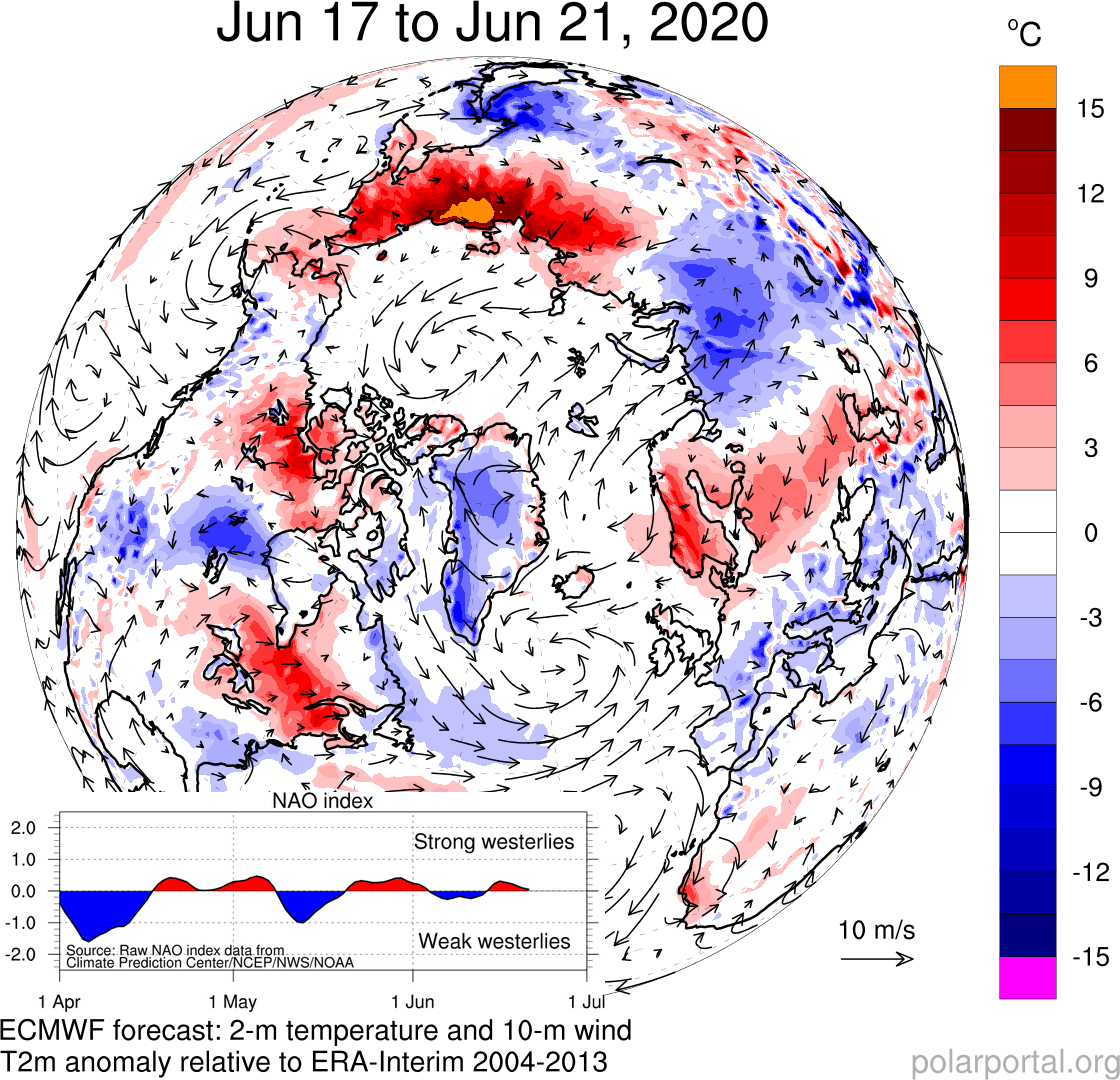 Jun 17 to Jun 21, 2020
oC
15
12
9
6
3
0
-3
-6
-9
-12
-15
NAO index
2.0
1.0
0.0
-1.0
-2.0
Strong westerlies
Weak westerlies
Source: Raw NAO index data from
Climate Prediction Center/NCEP/NWS/NOAA
1 Apr
1 May
1 Jun
1 Jul
10 m/s
ECMWF forecast: 2-m temperature and 10-m wind
T2m anomaly relative to ERA-Interim 2004-2013
polarportal.org